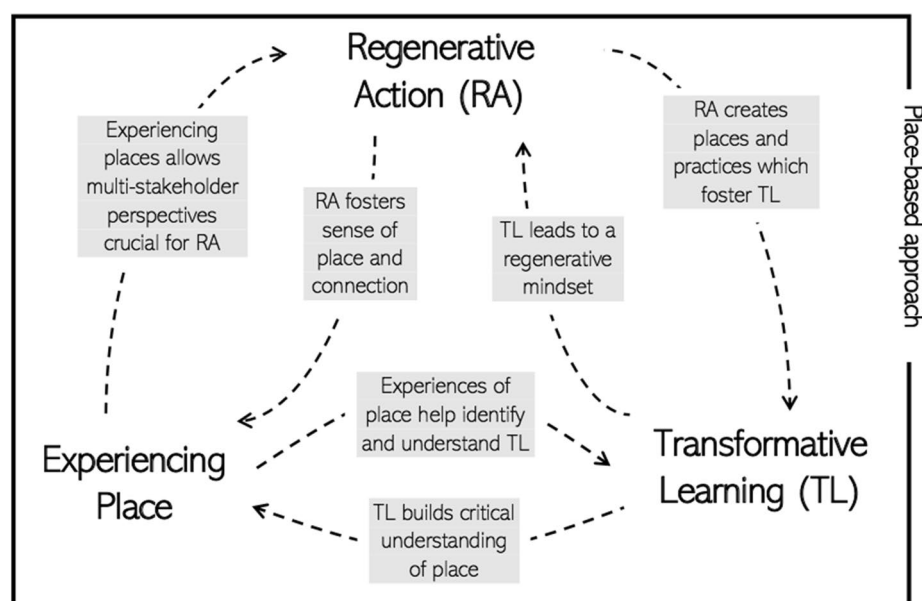 Regenerative
Action (RA)
Experiencing
places allows
multi-stakeholder
perspectives
crucial for RA
RA fosters
sense of
place and
connection
TL leads to a
regenerative
mindset
RA creates
places and
practices which
foster TL
Place-based approach
Experiences of
place help identify
and understand TL
Experiencing
Place
Transformative
Learning (TL)
TL builds critical
understanding
of place